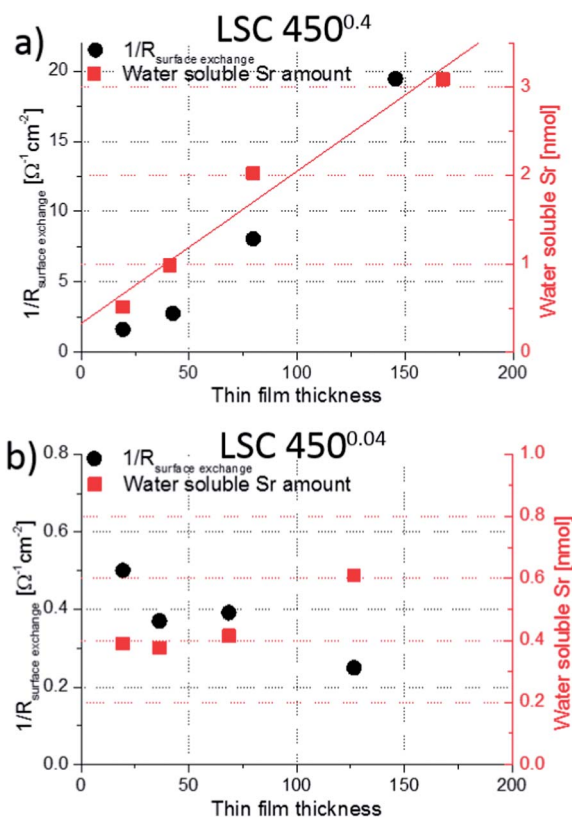 a) LSC 450^0.4
1/R_surface exchange
Water soluble Sr amount
1/R_surface exchange [Ω⁻¹cm⁻²]
20
15
10
5
0
3
2
1
0
Water soluble Sr [nmol]
0 50 100 150 200
Thin film thickness
b) LSC 450^0.04
1/R_surface exchange
Water soluble Sr amount
1/R_surface exchange [Ω⁻¹cm⁻²]
0.8
0.6
0.4
0.2
0.0
1.0
0.8
0.6
0.4
0.2
0.0
Water soluble Sr [nmol]
0 50 100 150 200
Thin film thickness